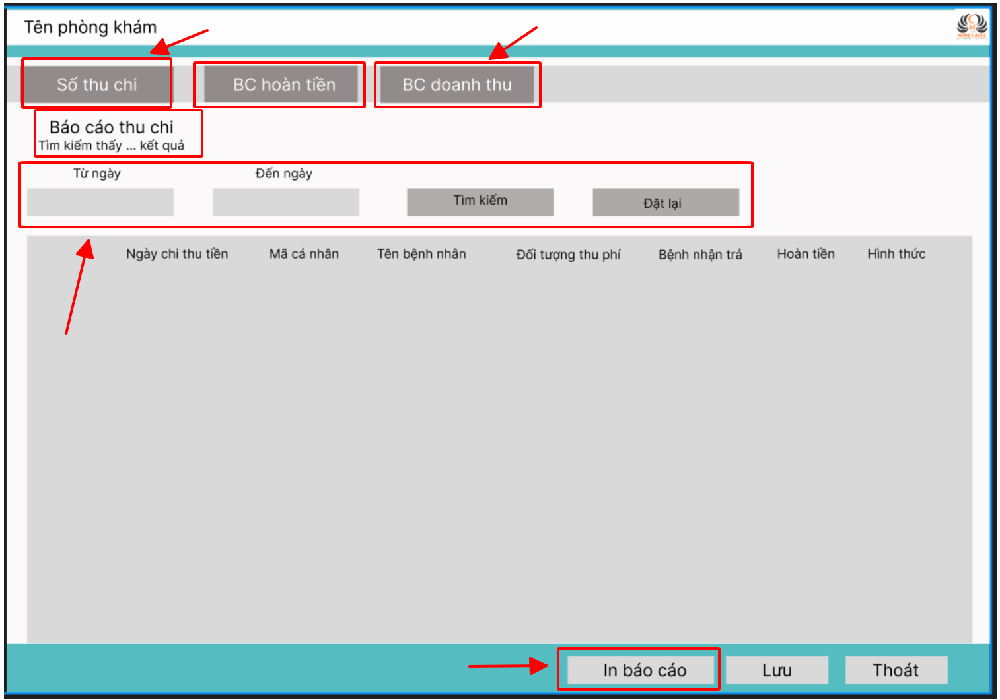 Tên phòng khám
NINETAILS
Số thu chi
BC hoàn tiền
BC doanh thu
Báo cáo thu chi
Tìm kiếm thấy ... kết quả
Từ ngày
Đến ngày
Tìm kiếm
Đặt lại
Ngày chi thu tiền
Mã cá nhân
Tên bệnh nhân
Đối tượng thu phí
Bệnh nhận trả
Hoàn tiền
Hình thức
In báo cáo
Lưu
Thoát